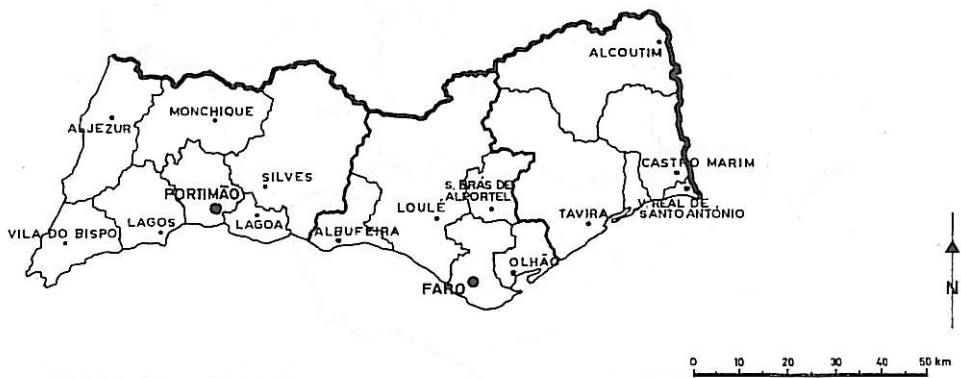 ALCOUTIM
MONCHIQUE
ALJEZUR
CASTRO MARIM
SILVES
S. BRÁS DE
ALPORTEL
PORTIMÃO
V. REAL DE
SANTO ANTÓNIO
LOULÉ
TAVIRA
LAGOS
LAGOA
VILA DO BISPO
ALBUFEIRA
OLHÃO
FARO
N
0 10 20 30 40 50 km